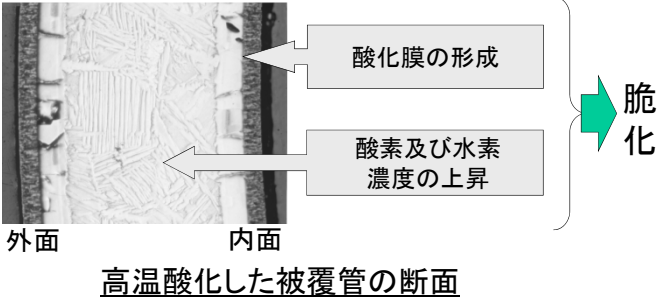 酸化膜の形成
酸素及び水素
濃度の上昇
脆
化
外面
内面
高温酸化した被覆管の断面